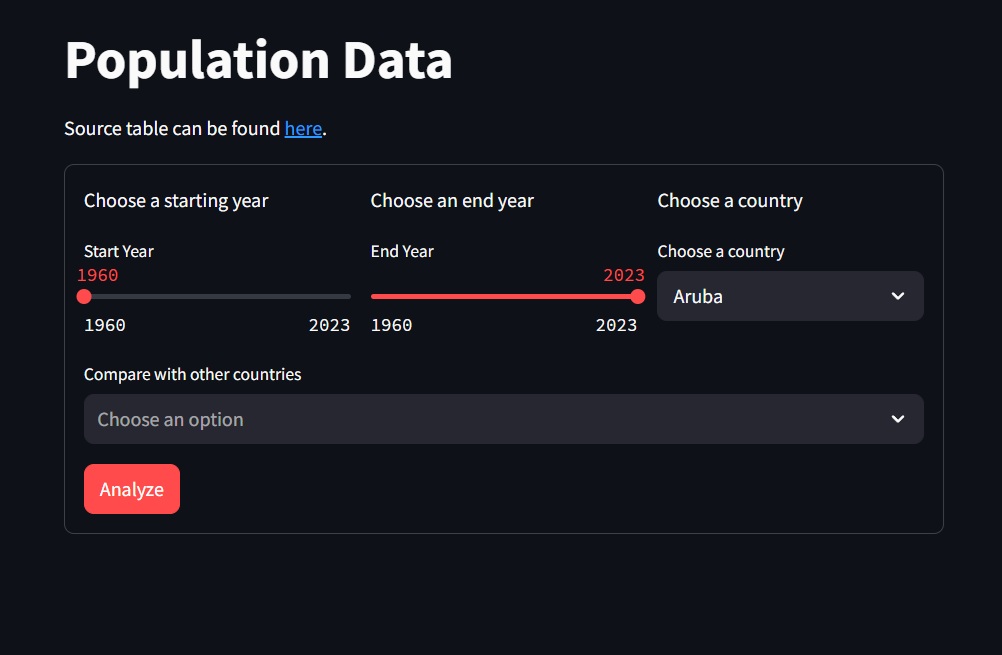 Population Data
Source table can be found here.
Choose a starting year
Choose an end year
Choose a country
Start Year
End Year
Choose a country
1960
2023
Aruba
1960 2023
1960 2023
Compare with other countries
Choose an option
Analyze